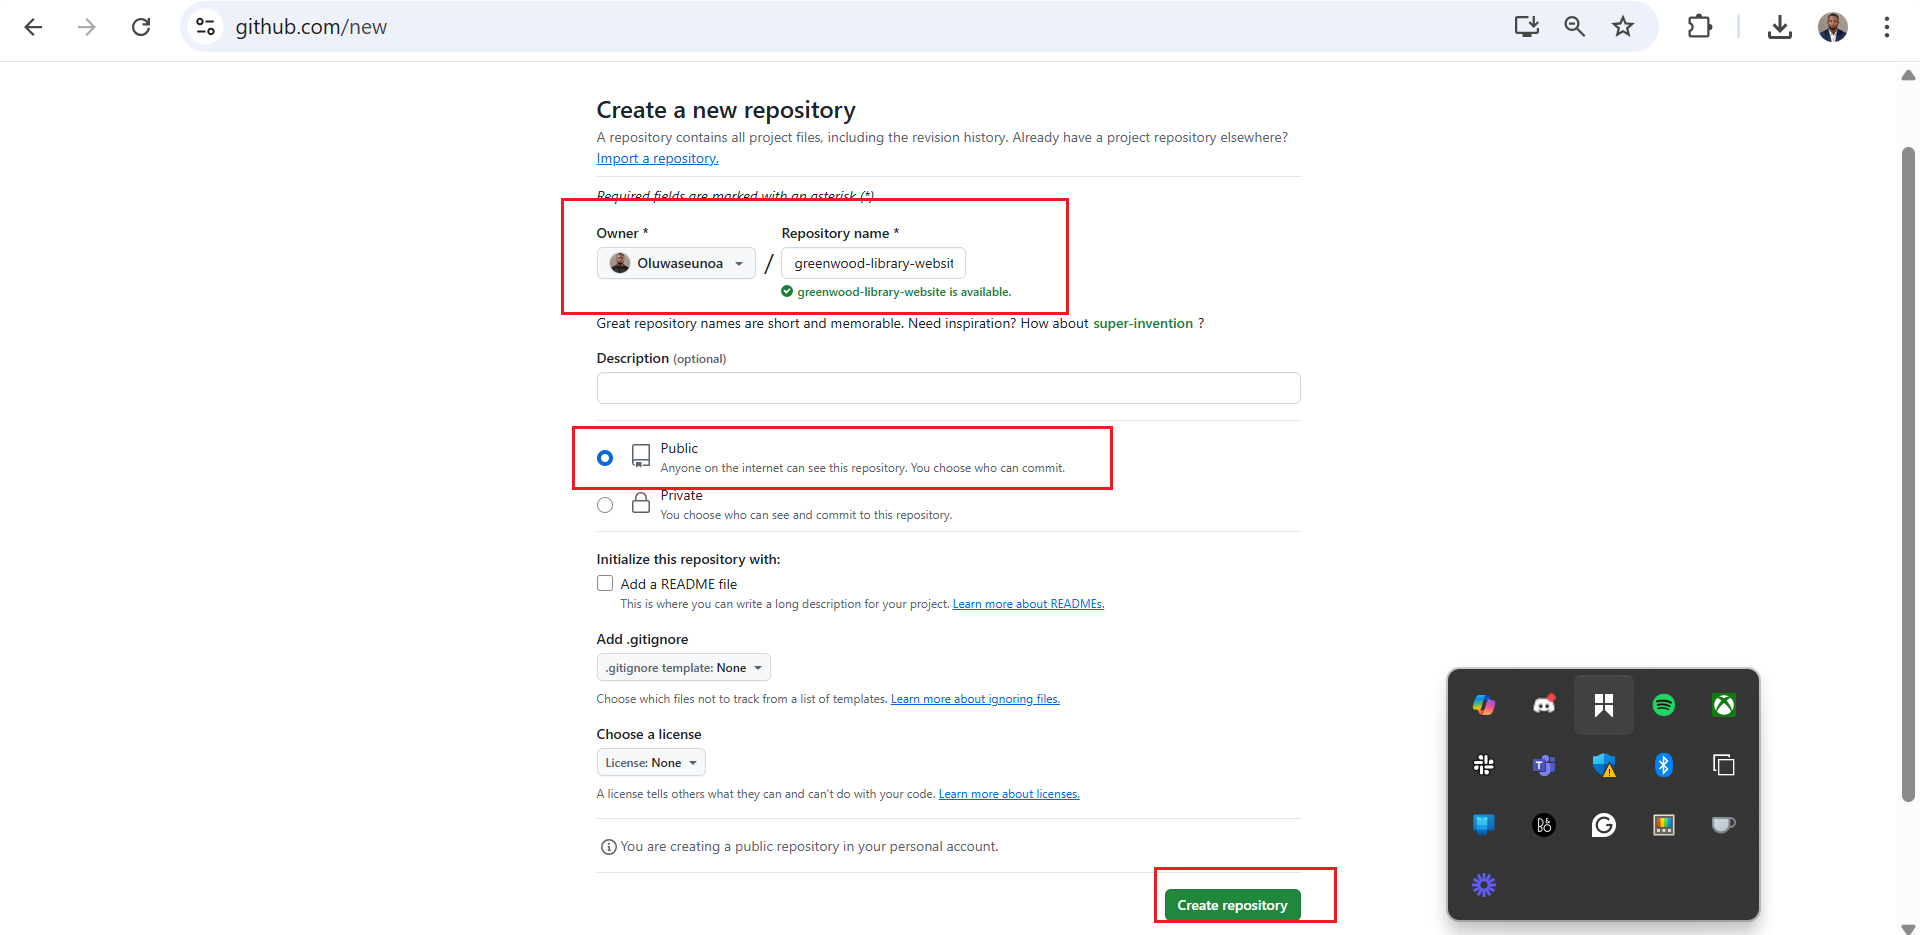 github.com/new
Create a new repository
A repository contains all project files, including the revision history. Already have a project repository elsewhere?
Import a repository.
Required fields are marked with an asterisk (*).
Owner *
Repository name *
Oluwaseunoa
/
greenwood-library-websit
greenwood-library-website is available.
Great repository names are short and memorable. Need inspiration? How about super-invention ?
Description (optional)
Public
Anyone on the internet can see this repository. You choose who can commit.
Private
You choose who can see and commit to this repository.
Initialize this repository with:
Add a README file
This is where you can write a long description for your project. Learn more about READMEs.
Add .gitignore
.gitignore template: None
Choose which files not to track from a list of templates. Learn more about ignoring files.
Choose a license
License: None
A license tells others what they can and can't do with your code. Learn more about licenses.
You are creating a public repository in your personal account.
Create repository